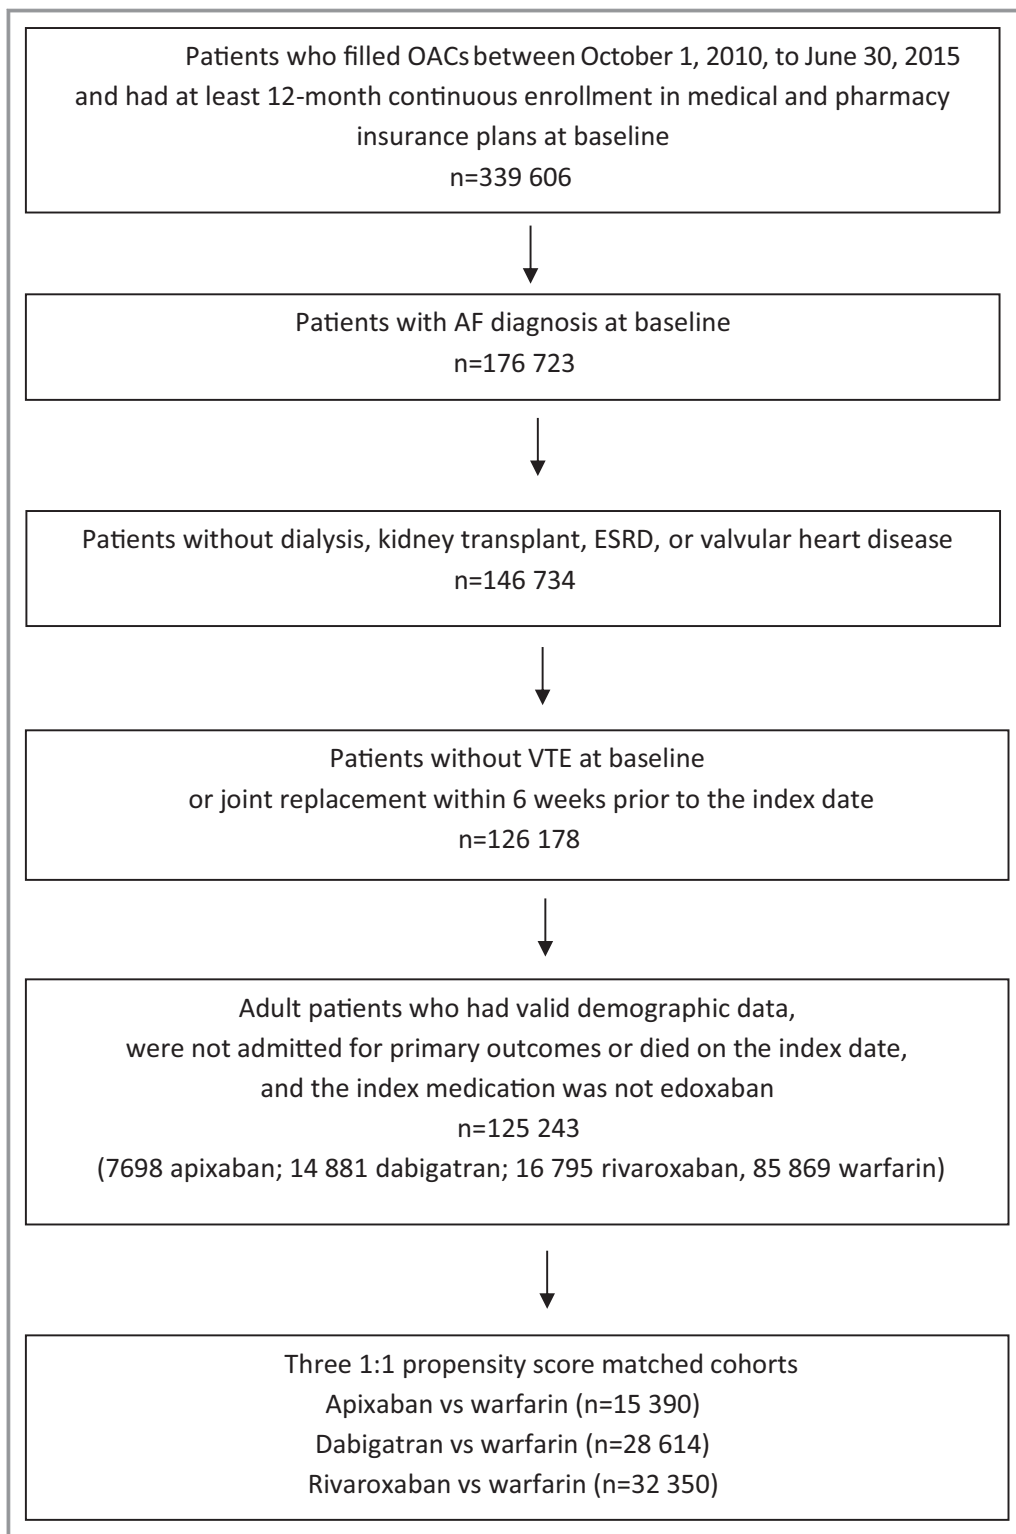 Patients who filled OACs between October 1, 2010, to June 30, 2015
and had at least 12-month continuous enrollment in medical and pharmacy
insurance plans at baseline
n=339 606
Patients with AF diagnosis at baseline
n=176 723
Patients without dialysis, kidney transplant, ESRD, or valvular heart disease
n=146 734
Patients without VTE at baseline
or joint replacement within 6 weeks prior to the index date
n=126 178
Adult patients who had valid demographic data,
were not admitted for primary outcomes or died on the index date,
and the index medication was not edoxaban
n=125 243
(7698 apixaban; 14 881 dabigatran; 16 795 rivaroxaban, 85 869 warfarin)
Three 1:1 propensity score matched cohorts
Apixaban vs warfarin (n=15 390)
Dabigatran vs warfarin (n=28 614)
Rivaroxaban vs warfarin (n=32 350)